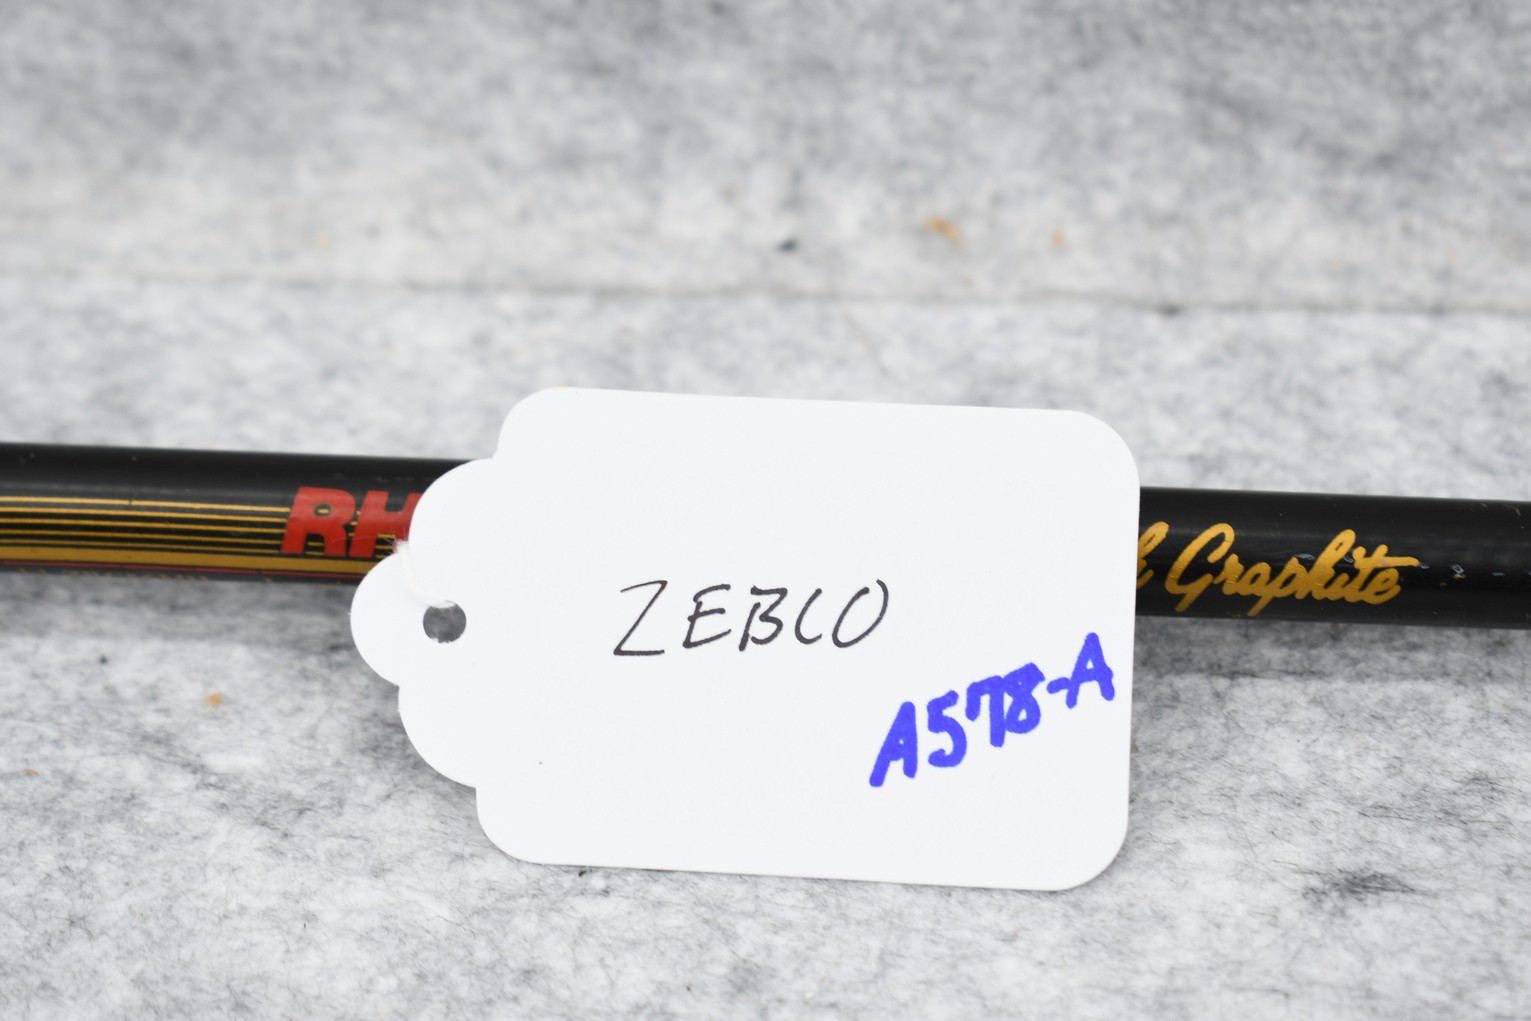 RH
Graphite
ZEBCO
A578-A